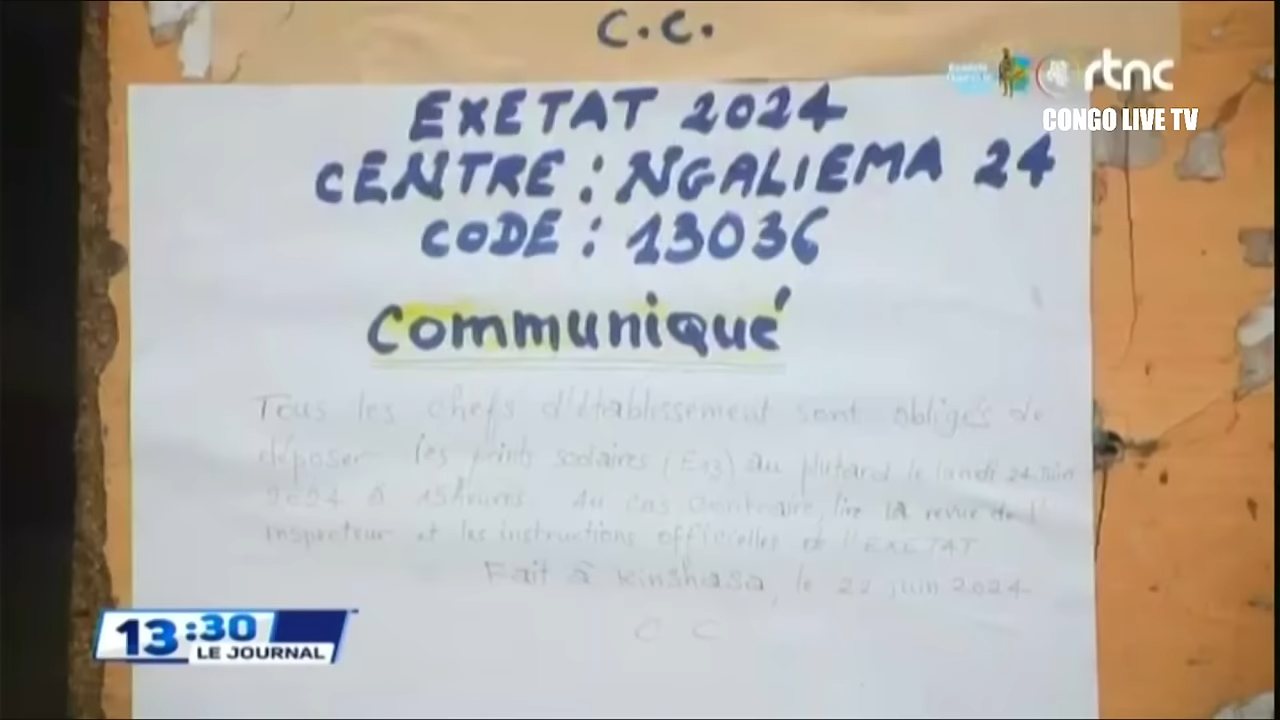 C.C.
rtnc
CONGO LIVE TV
EXETAT 2024
CENTRE : NGALIEMA 24
CODE : 13036
Communiqué
Tous les chefs d'établissement sont obligés de
déposer les points scolaires (E13) au plutard le lundi 24 juin
2024 à 15heures. Au cas contraire, lire la revue de l'
inspecteur et les instructions officielles de l'EXETAT
Fait à Kinshasa, le 22 juin 2024
C C
13:30
LE JOURNAL